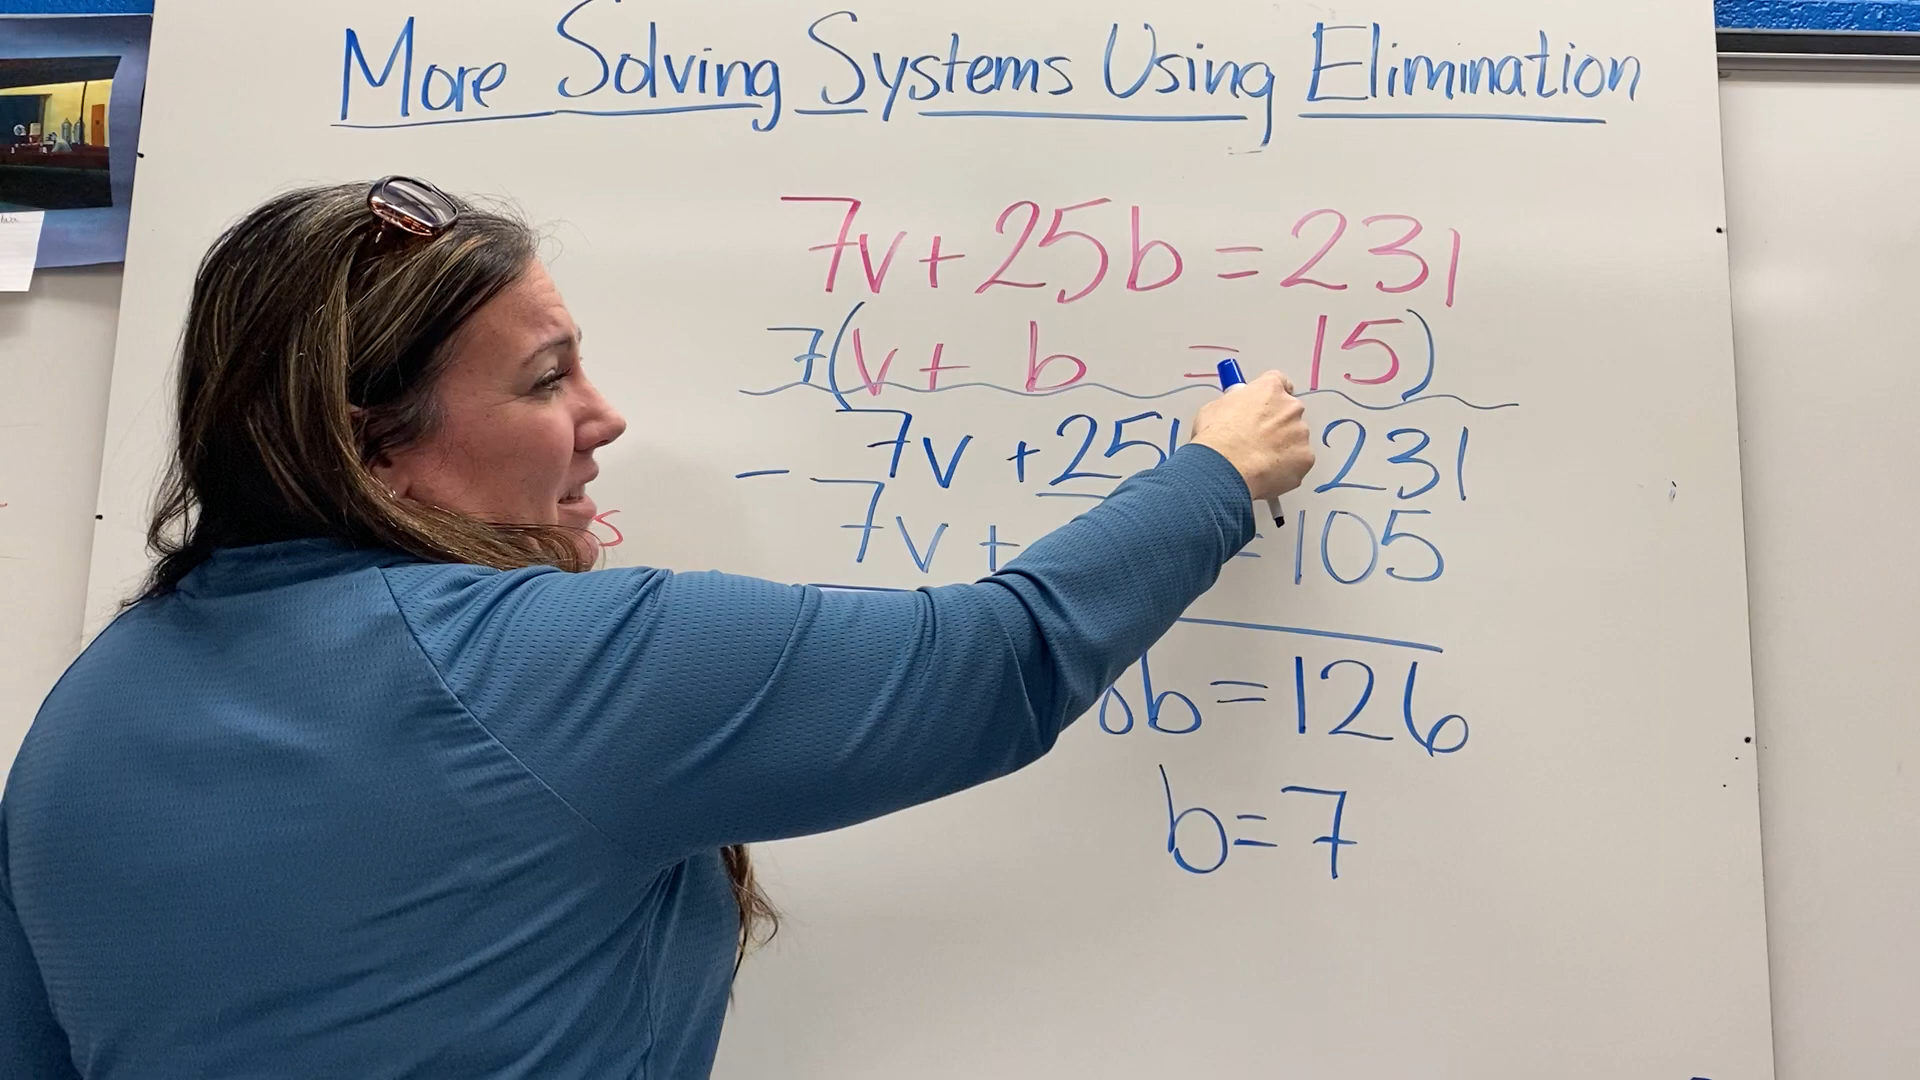 More Solving Systems Using Elimination
7v + 25b = 231
7(v + b = 15)
7v + 25 231
- 7v + = 105
b = 126
b = 7
s